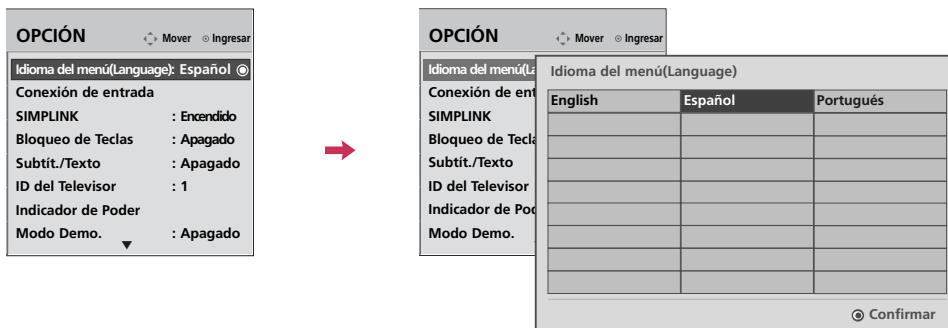 OPCIÓN Mover Ingresar
Idioma del menú(Language): Español
Conexión de entrada
SIMPLINK : Encendido
Bloqueo de Teclas : Apagado
Subtít./Texto : Apagado
ID del Televisor : 1
Indicador de Poder
Modo Demo. : Apagado
OPCIÓN Mover Ingresar
Idioma del menú(La
Conexión de ent
SIMPLINK
Bloqueo de Tecla
Subtít./Texto
ID del Televisor
Indicador de Pod
Modo Demo.
Idioma del menú(Language)
English Español Portugués
Confirmar